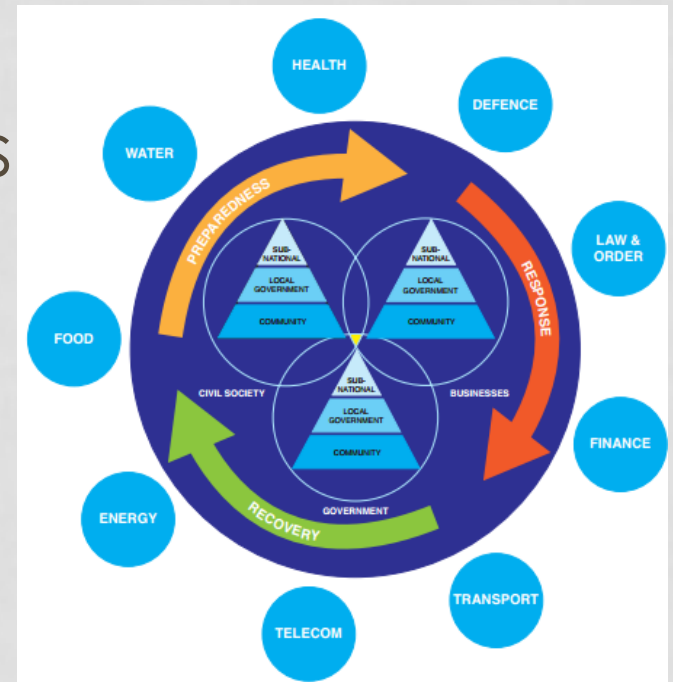 HEALTH
DEFENCE
S
WATER
PREPAREDNESS
LAW &
ORDER
RESPONSE
SUB-
NATIONAL
LOCAL
GOVERNMENT
COMMUNITY
SUB-
NATIONAL
LOCAL
GOVERNMENT
COMMUNITY
FOOD
CIVIL SOCIETY
BUSINESSES
SUB-
NATIONAL
LOCAL
GOVERNMENT
COMMUNITY
FINANCE
ENERGY
GOVERNMENT
RECOVERY
TRANSPORT
TELECOM